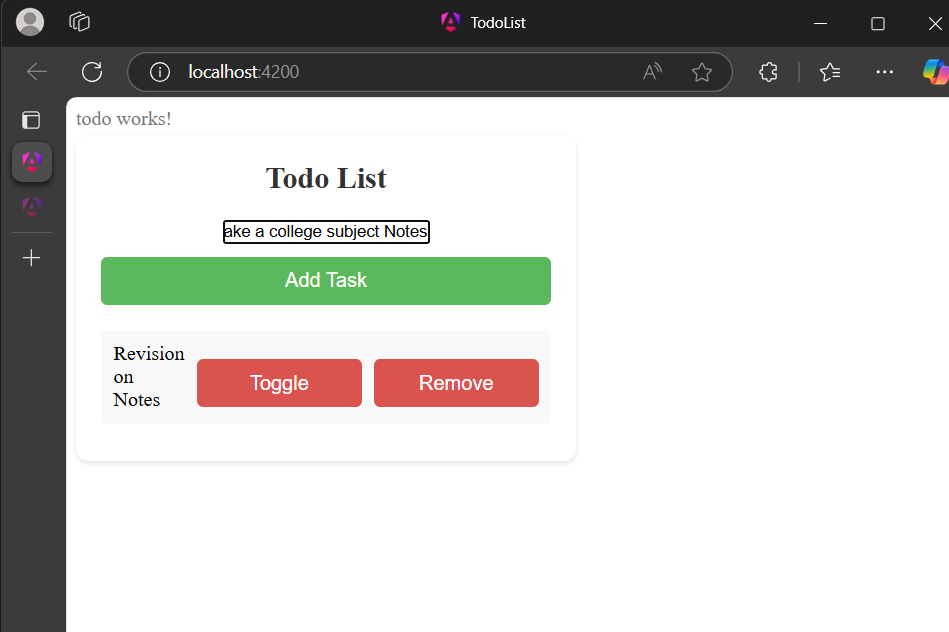 TodoList
localhost:4200
todo works!
Todo List
ake a college subject Notes
Add Task
Revision
on
Notes
Toggle
Remove